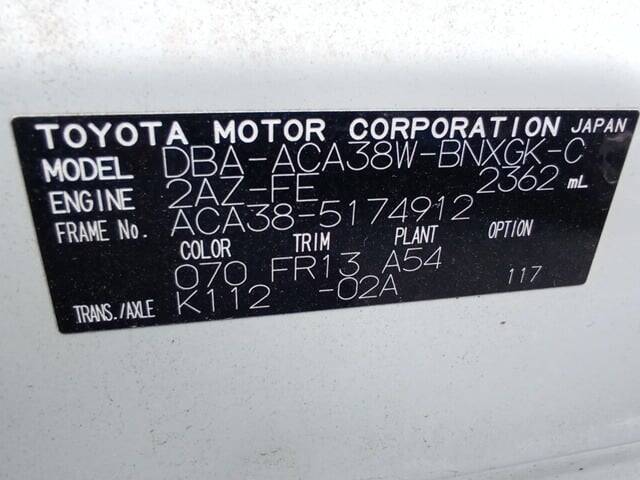 TOYOTA MOTOR CORPORATION JAPAN
MODEL DBA-ACA38W-BNXGK-C
ENGINE 2AZ-FE 2362 mL
FRAME No. ACA38-5174912
COLOR TRIM PLANT OPTION
070 FR13 A54 117
TRANS./AXLE K112 -02A